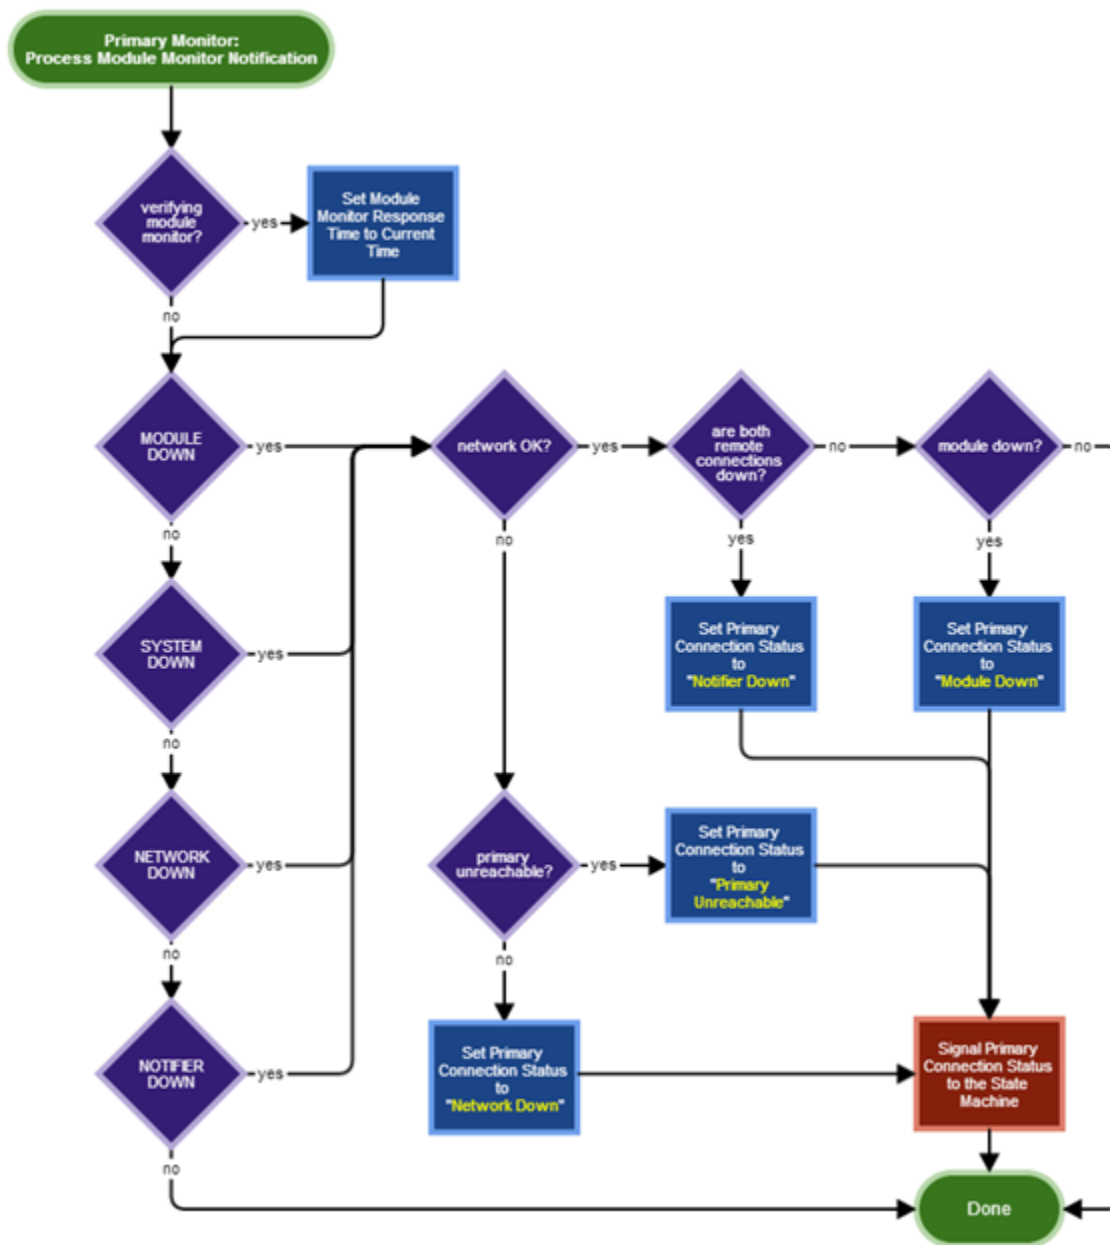 Primary Monitor:
Process Module Monitor Notification
verifying
module
monitor?
yes
Set Module
Monitor Response
Time to Current
Time
no
MODULE
DOWN
yes
network OK?
yes
are both
remote
connections
down?
no
module down?
no
no
no
yes
yes
SYSTEM
DOWN
yes
Set Primary
Connection Status
to
"Notifier Down"
Set Primary
Connection Status
to
"Module Down"
no
NETWORK
DOWN
yes
primary
unreachable?
yes
Set Primary
Connection Status
to
"Primary
Unreachable"
no
no
NOTIFIER
DOWN
yes
Set Primary
Connection Status
to
"Network Down"
Signal Primary
Connection Status
to the State
Machine
no
Done